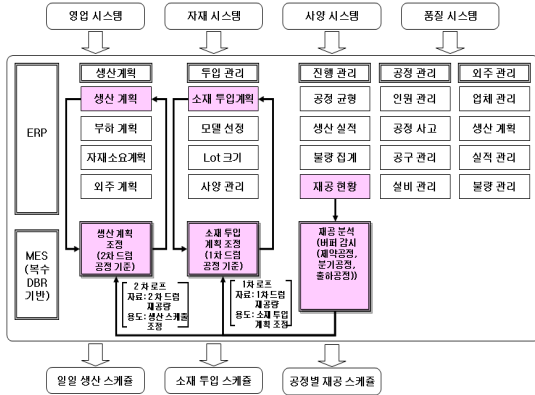 영업 시스템
자재 시스템
사양 시스템
품질 시스템
ERP
생산 계획
투입 관리
진행 관리
공정 관리
외주 관리
생산 계획
소재 투입계획
공정 균형
인원 관리
업체 관리
부하 계획
모델 선정
생산 실적
공정 사고
생산 계획
자재소요계획
Lot 크기
불량 집계
공구 관리
실적 관리
외주 계획
사양 관리
재공 현황
설비 관리
불량 관리
MES
(복수
DBR
기반)
생산 계획
조정
(2차 드럼
공정 기준)
소재 투입
계획 조정
(1차 드럼
공정 기준)
재공 분석
(버퍼 감시
(제약공정,
분기공정,
출하공정))
2차 로프
자료: 2차 드럼
재공량
용도: 생산 스케쥴
조정
1차 로프
자료: 1차 드럼
재공량
용도: 소재 투입
계획 조정
일일 생산 스케쥴
소재 투입 스케쥴
공정별 재공 스케쥴